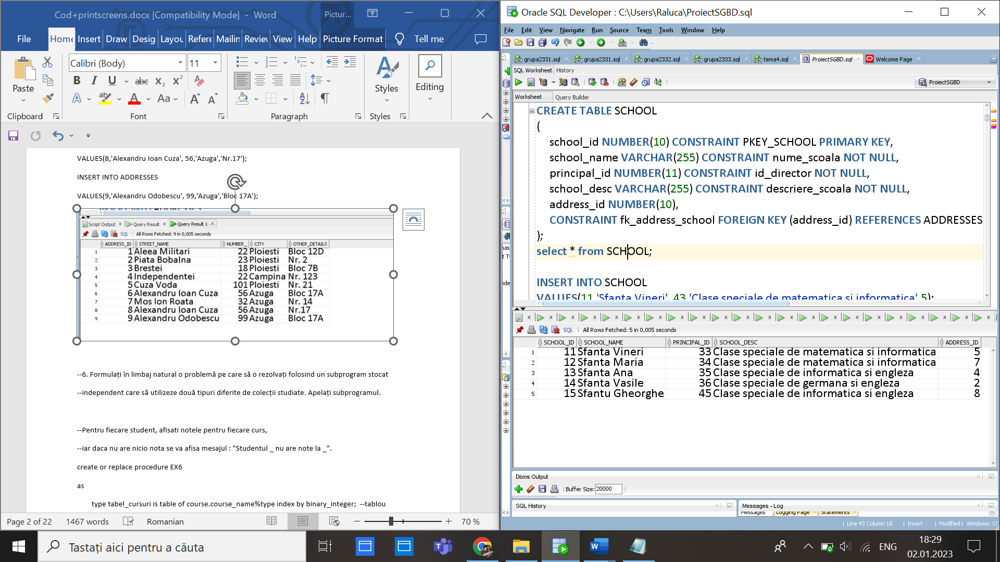 Cod+printscreens.docx [Compatibility Mode] - Word
Pictur...
File Home Insert Draw Desig Layou Refere Mailin Review View Help Picture Format Tell me
Calibri (Body) 11
Paste
Styles
Editing
Clipboard Font Paragraph Styles
VALUES(8,'Alexandru Ioan Cuza', 56,'Azuga','Nr.17');
INSERT INTO ADDRESSES
VALUES(9,'Alexandru Odobescu', 99,'Azuga','Bloc 17A');
Script Output x Query Result x Query Result 1 x
SQL | All Rows Fetched: 9 in 0,005 seconds
ADDRESS_ID STREET_NAME NUMBER_ CITY OTHER_DETAILS
1 1 Aleea Militari 22 Ploiesti Bloc 12D
2 2 Piata Bobalna 23 Ploiesti Nr. 2
3 3 Brestei 18 Ploiesti Bloc 7B
4 4 Independentei 22 Campina Nr. 123
5 5 Cuza Voda 101 Ploiesti Nr. 21
6 6 Alexandru Ioan Cuza 56 Azuga Bloc 17A
7 7 Mos Ion Roata 32 Azuga Nr. 14
8 8 Alexandru Ioan Cuza 56 Azuga Nr.17
9 9 Alexandru Odobescu 99 Azuga Bloc 17A
--6. Formulați în limbaj natural o problemă pe care să o rezolvați folosind un subprogram stocat
--independent care să utilizeze două tipuri diferite de colecții studiate. Apelați subprogramul.
--Pentru fiecare student, afisati notele pentru fiecare curs,
--iar daca nu are nicio nota se va afisa mesajul : "Studentul _ nu are note la _".
create or replace procedure EX6
as
type tabel_cursuri is table of course.course_name%type index by binary_integer; --tablou
Page 2 of 22 1467 words Romanian 70 %
Oracle SQL Developer : C:\Users\Raluca\ProiectSGBD.sql
File Edit View Navigate Run Source Team Tools Window Help
grupa2331.sql grupa2331.sql grupa2332.sql grupa2333.sql tema4.sql ProiectSGBD.sql Welcome Page
SQL Worksheet History
ProiectSGBD
Worksheet Query Builder
CREATE TABLE SCHOOL
(
school_id NUMBER(10) CONSTRAINT PKEY_SCHOOL PRIMARY KEY,
school_name VARCHAR(255) CONSTRAINT nume_scoala NOT NULL,
principal_id NUMBER(11) CONSTRAINT id_director NOT NULL,
school_desc VARCHAR(255) CONSTRAINT descriere_scoala NOT NULL,
address_id NUMBER(10),
CONSTRAINT fk_address_school FOREIGN KEY (address_id) REFERENCES ADDRESSES
);
select * from SCHOOL;
INSERT INTO SCHOOL
VALUES(11,'Sfanta Vineri', 43,'Clase speciale de matematica si informatica',5);
SQL | All Rows Fetched: 5 in 0,005 seconds
SCHOOL_ID SCHOOL_NAME PRINCIPAL_ID SCHOOL_DESC ADDRESS_ID
1 11 Sfanta Vineri 33 Clase speciale de matematica si informatica 5
2 12 Sfanta Maria 34 Clase speciale de matematica si informatica 7
3 13 Sfanta Ana 35 Clase speciale de informatica si engleza 4
4 14 Sfanta Vasile 36 Clase speciale de germana si engleza 2
5 15 Sfantu Gheorghe 45 Clase speciale de informatica si engleza 8
Dbms Output
Buffer Size: 20000
SQL History
Messages - Log
Messages Logging Page Statements
Line 43 Column 18 | Insert | Modified | Windows: C
Tastați aici pentru a căuta
ENG
18:29
02.01.2023